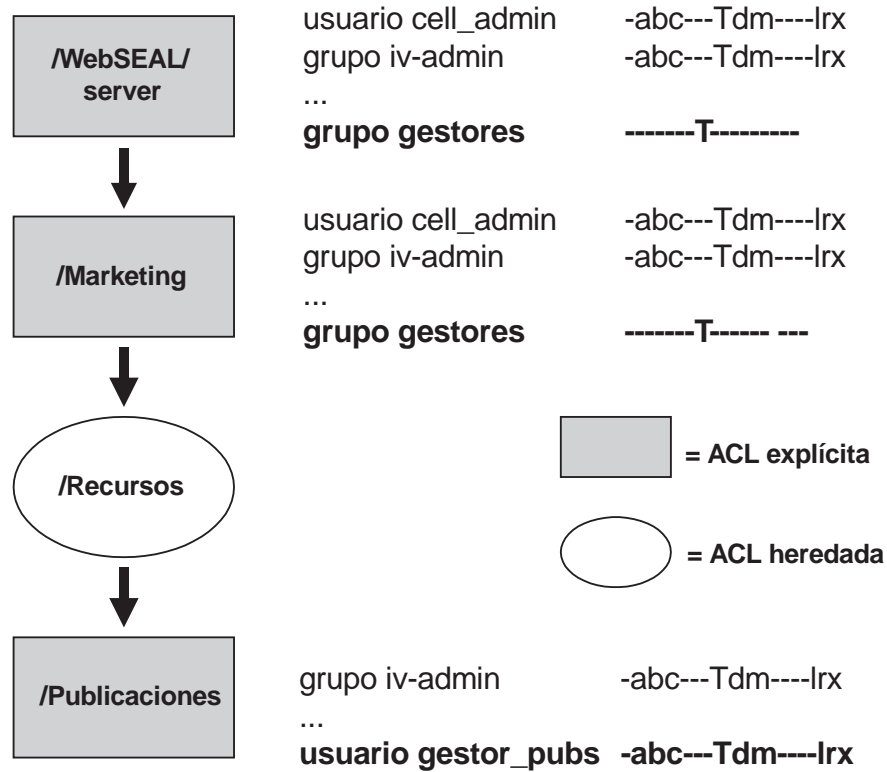 /WebSEAL/
server
usuario cell_admin -abc---Tdm----lrx
grupo iv-admin -abc---Tdm----lrx
...
grupo gestores -------T---------
/Marketing
usuario cell_admin -abc---Tdm----lrx
grupo iv-admin -abc---Tdm----lrx
...
grupo gestores -------T------ ---
/Recursos
= ACL explícita
= ACL heredada
/Publicaciones
grupo iv-admin -abc---Tdm----lrx
...
usuario gestor_pubs -abc---Tdm----lrx